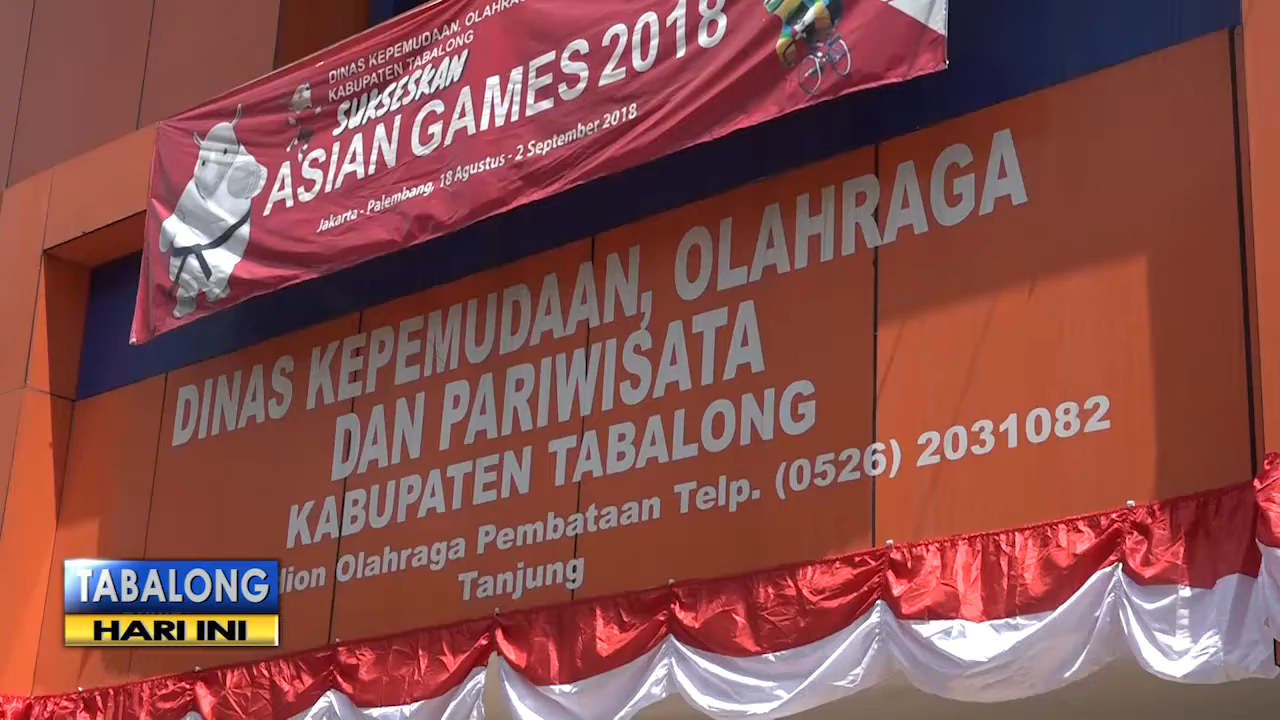 DINAS KEPEMUDAAN, OLAHRAGA
KABUPATEN TABALONG
SUKSESKAN
ASIAN GAMES 2018
Jakarta - Palembang, 18 Agustus - 2 September 2018
DINAS KEPEMUDAAN, OLAHRAGA
DAN PARIWISATA
KABUPATEN TABALONG
Olahraga Pembataan Telp. (0526) 2031082
Tanjung
TABALONG
HARI INI